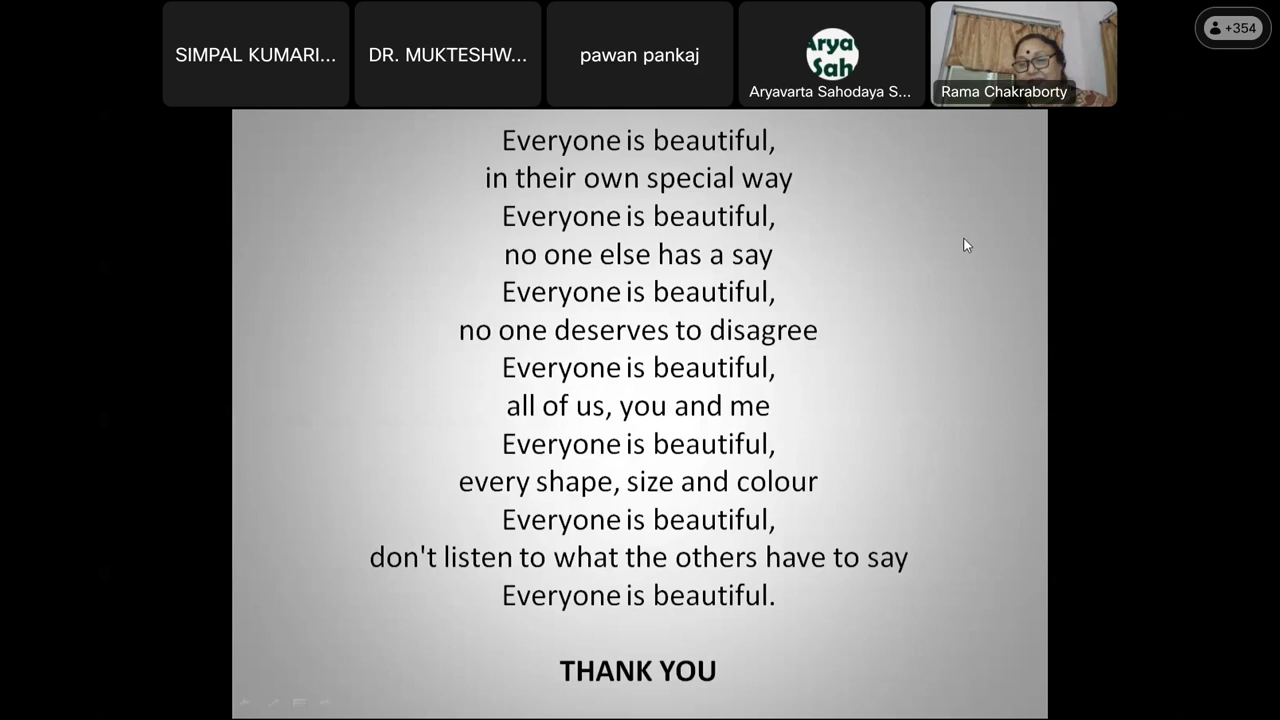 SIMPAL KUMARI...
DR. MUKTESHW...
pawan pankaj
Arya
Sah
Aryavarta Sahodaya S...
Rama Chakraborty
+354
Everyone is beautiful,
in their own special way
Everyone is beautiful,
no one else has a say
Everyone is beautiful,
no one deserves to disagree
Everyone is beautiful,
all of us, you and me
Everyone is beautiful,
every shape, size and colour
Everyone is beautiful,
don't listen to what the others have to say
Everyone is beautiful.
THANK YOU